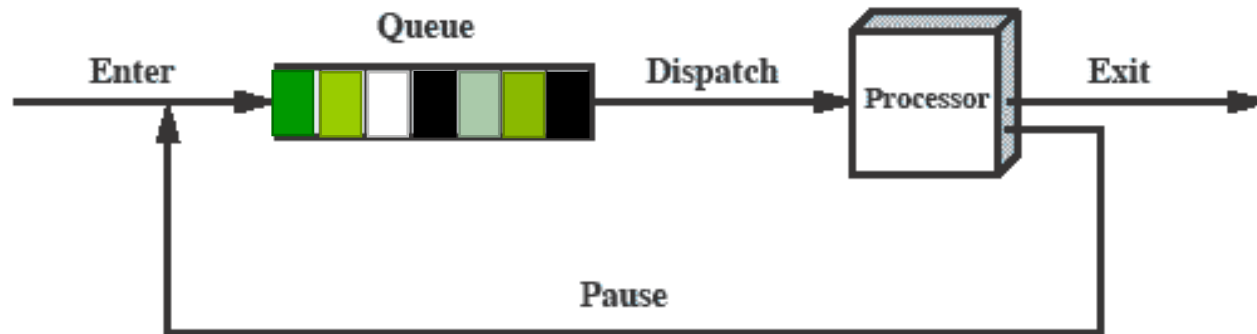 Queue
Enter
Dispatch
Processor
Exit
Pause